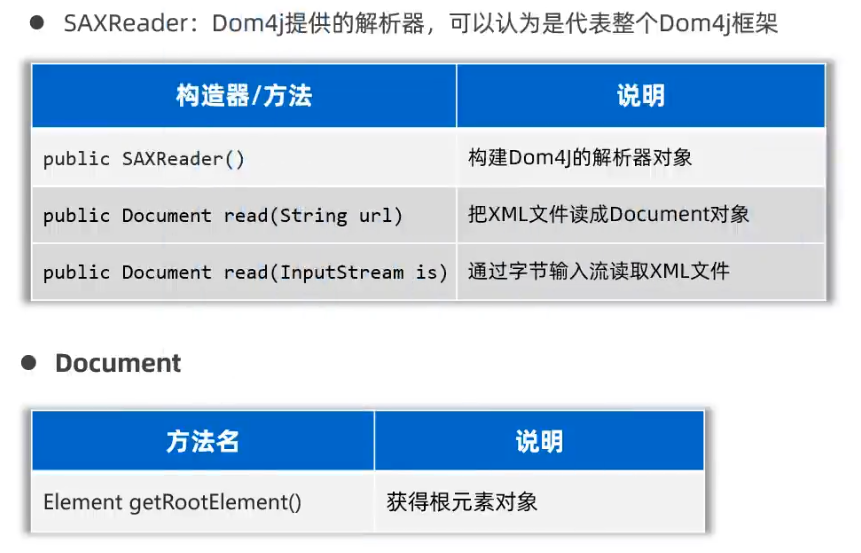 ● SAXReader：Dom4j提供的解析器，可以认为是代表整个Dom4j框架
构造器/方法 说明
public SAXReader() 构建Dom4J的解析器对象
public Document read(String url) 把XML文件读成Document对象
public Document read(InputStream is) 通过字节输入流读取XML文件
● Document
方法名 说明
Element getRootElement() 获得根元素对象